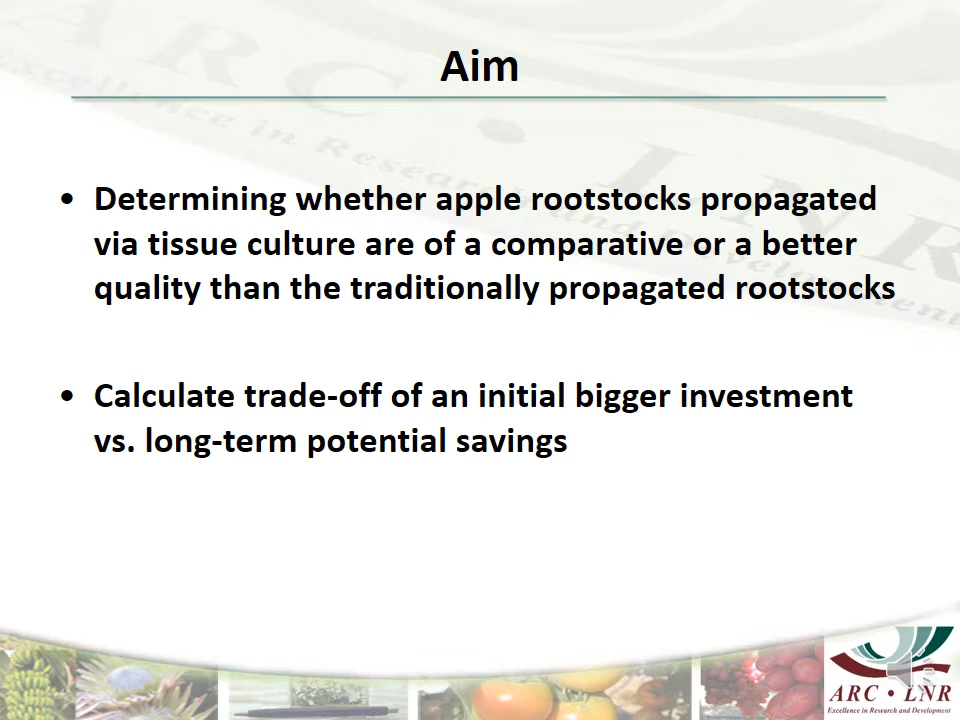 Aim
• Determining whether apple rootstocks propagated
via tissue culture are of a comparative or a better
quality than the traditionally propagated rootstocks
• Calculate trade-off of an initial bigger investment
vs. long-term potential savings
ARC • LNR
Excellence in Research and Development